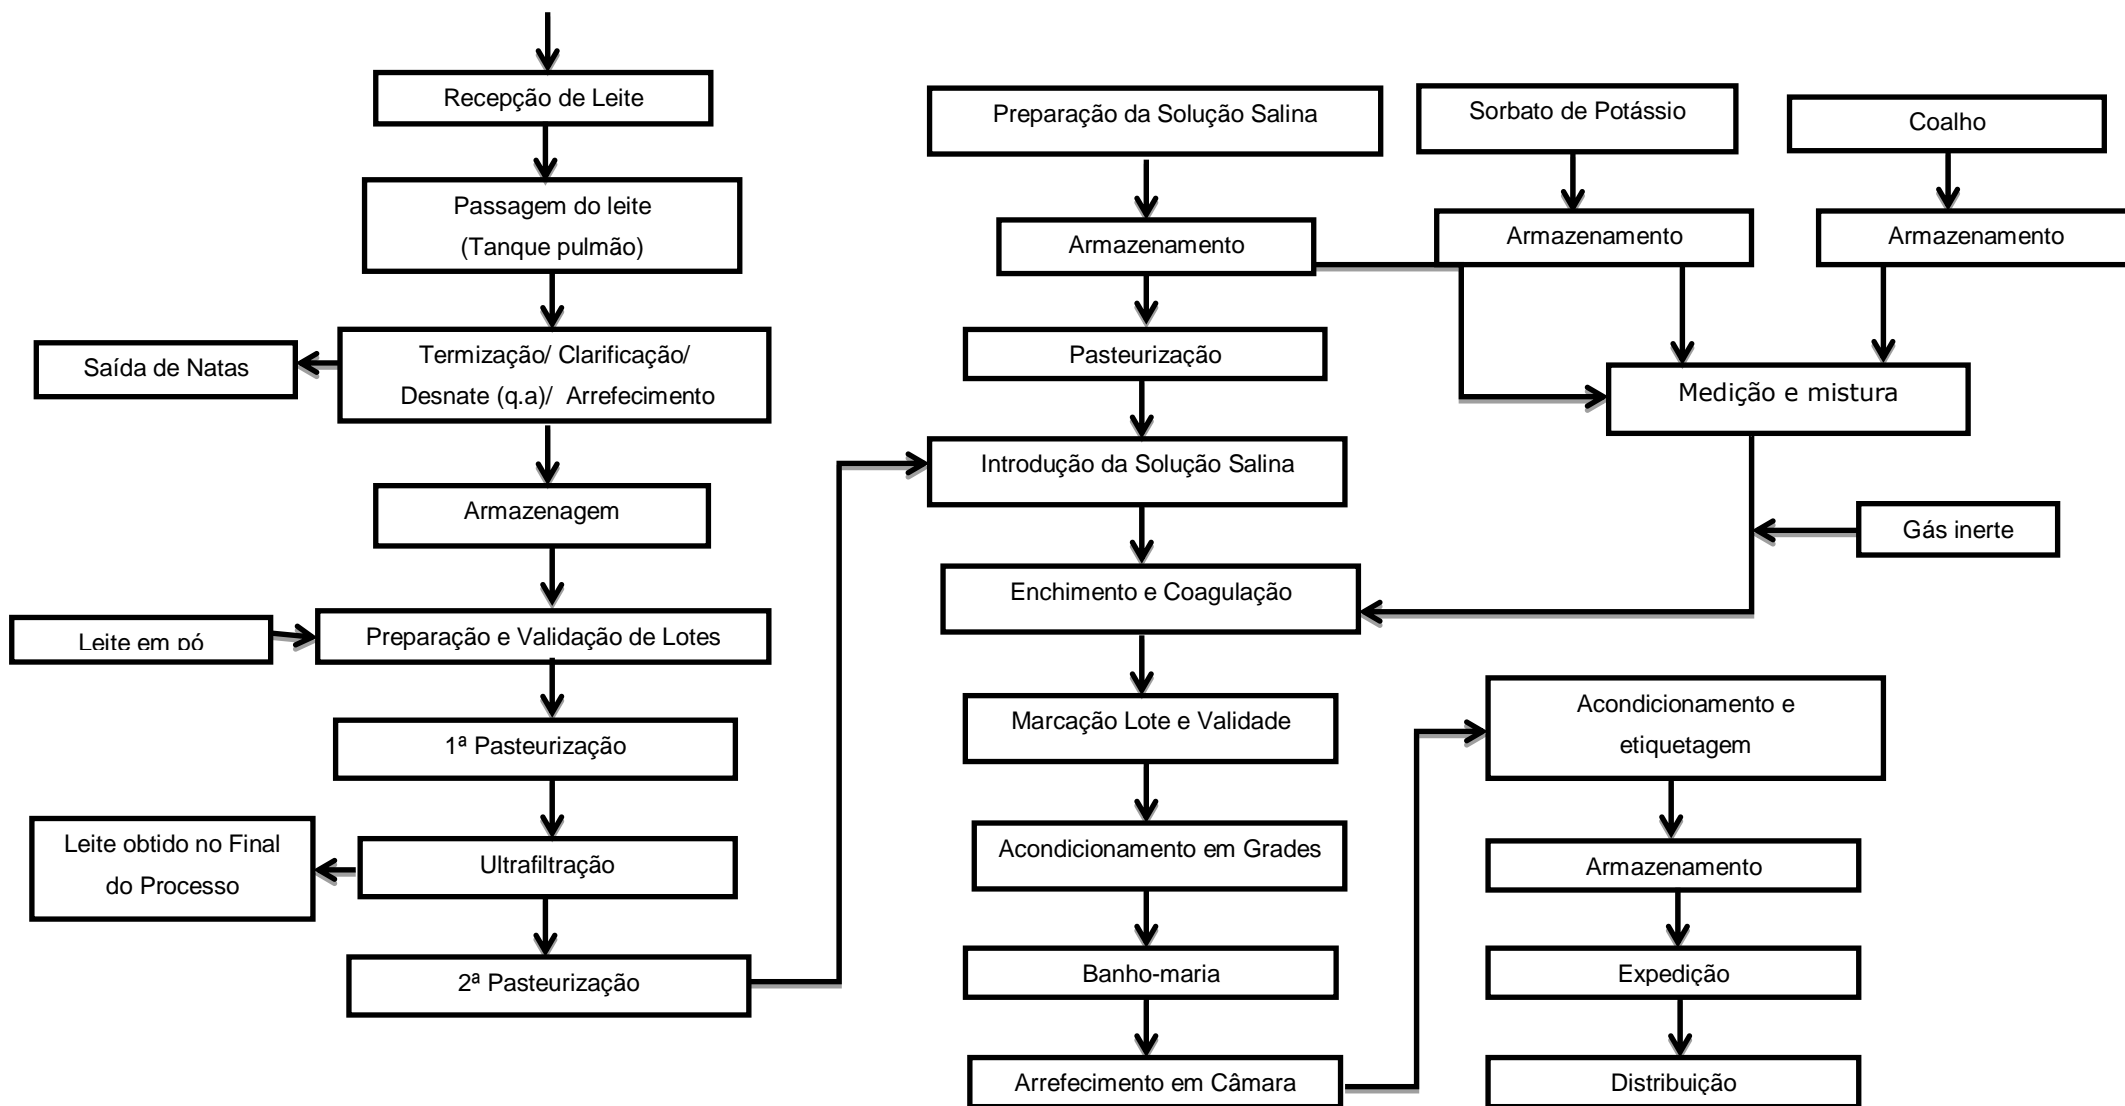 Recepção de Leite
Passagem do leite
(Tanque pulmão)
Saída de Natas
Termização/ Clarificação/
Desnate (q.a)/ Arrefecimento
Armazenagem
Leite em pó
Preparação e Validação de Lotes
1ª Pasteurização
Leite obtido no Final
do Processo
Ultrafiltração
2ª Pasteurização
Preparação da Solução Salina
Armazenamento
Pasteurização
Introdução da Solução Salina
Enchimento e Coagulação
Marcação Lote e Validade
Acondicionamento em Grades
Banho-maria
Arrefecimento em Câmara
Sorbato de Potássio
Armazenamento
Coalho
Armazenamento
Medição e mistura
Gás inerte
Acondicionamento e
etiquetagem
Armazenamento
Expedição
Distribuição